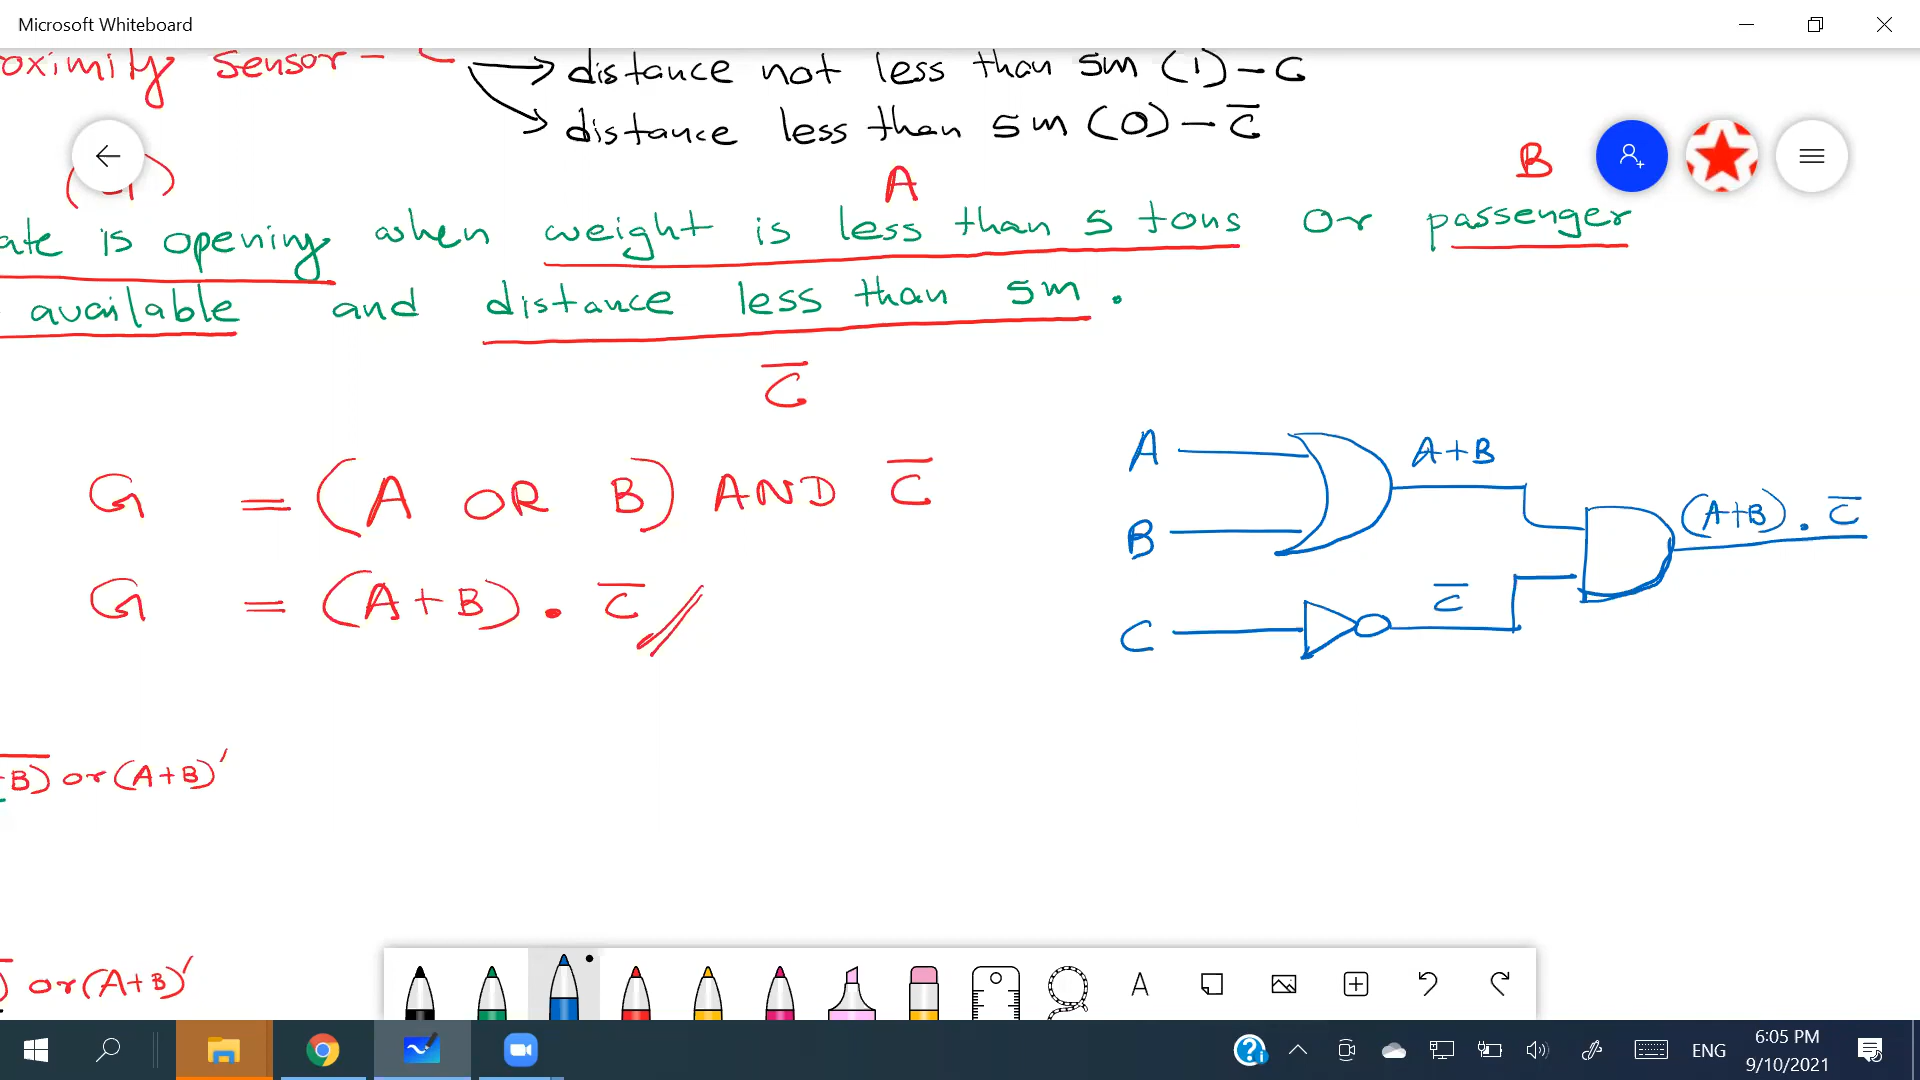 Microsoft Whiteboard
oximity sensor -
distance not less than 5m (1) - C
distance less than 5m (0) - C̅
A
B
ate is opening when weight is less than 5 tons or passenger
available and distance less than 5m.
C̅
G = (A OR B) AND C̅
G = (A+B) . C̅
A
A+B
B
(A+B) . C̅
C̅
C
+B) or (A+B)'
) or (A+B)'
A
ENG
6:05 PM
9/10/2021